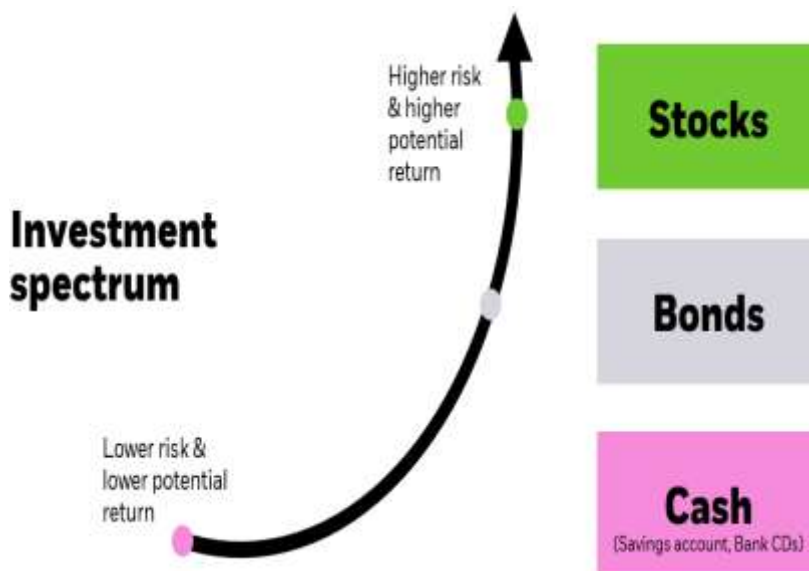 Higher risk
& higher
potential
return
Stocks
Investment
spectrum
Bonds
Lower risk &
lower potential
return
Cash
(Savings account, Bank CDs)